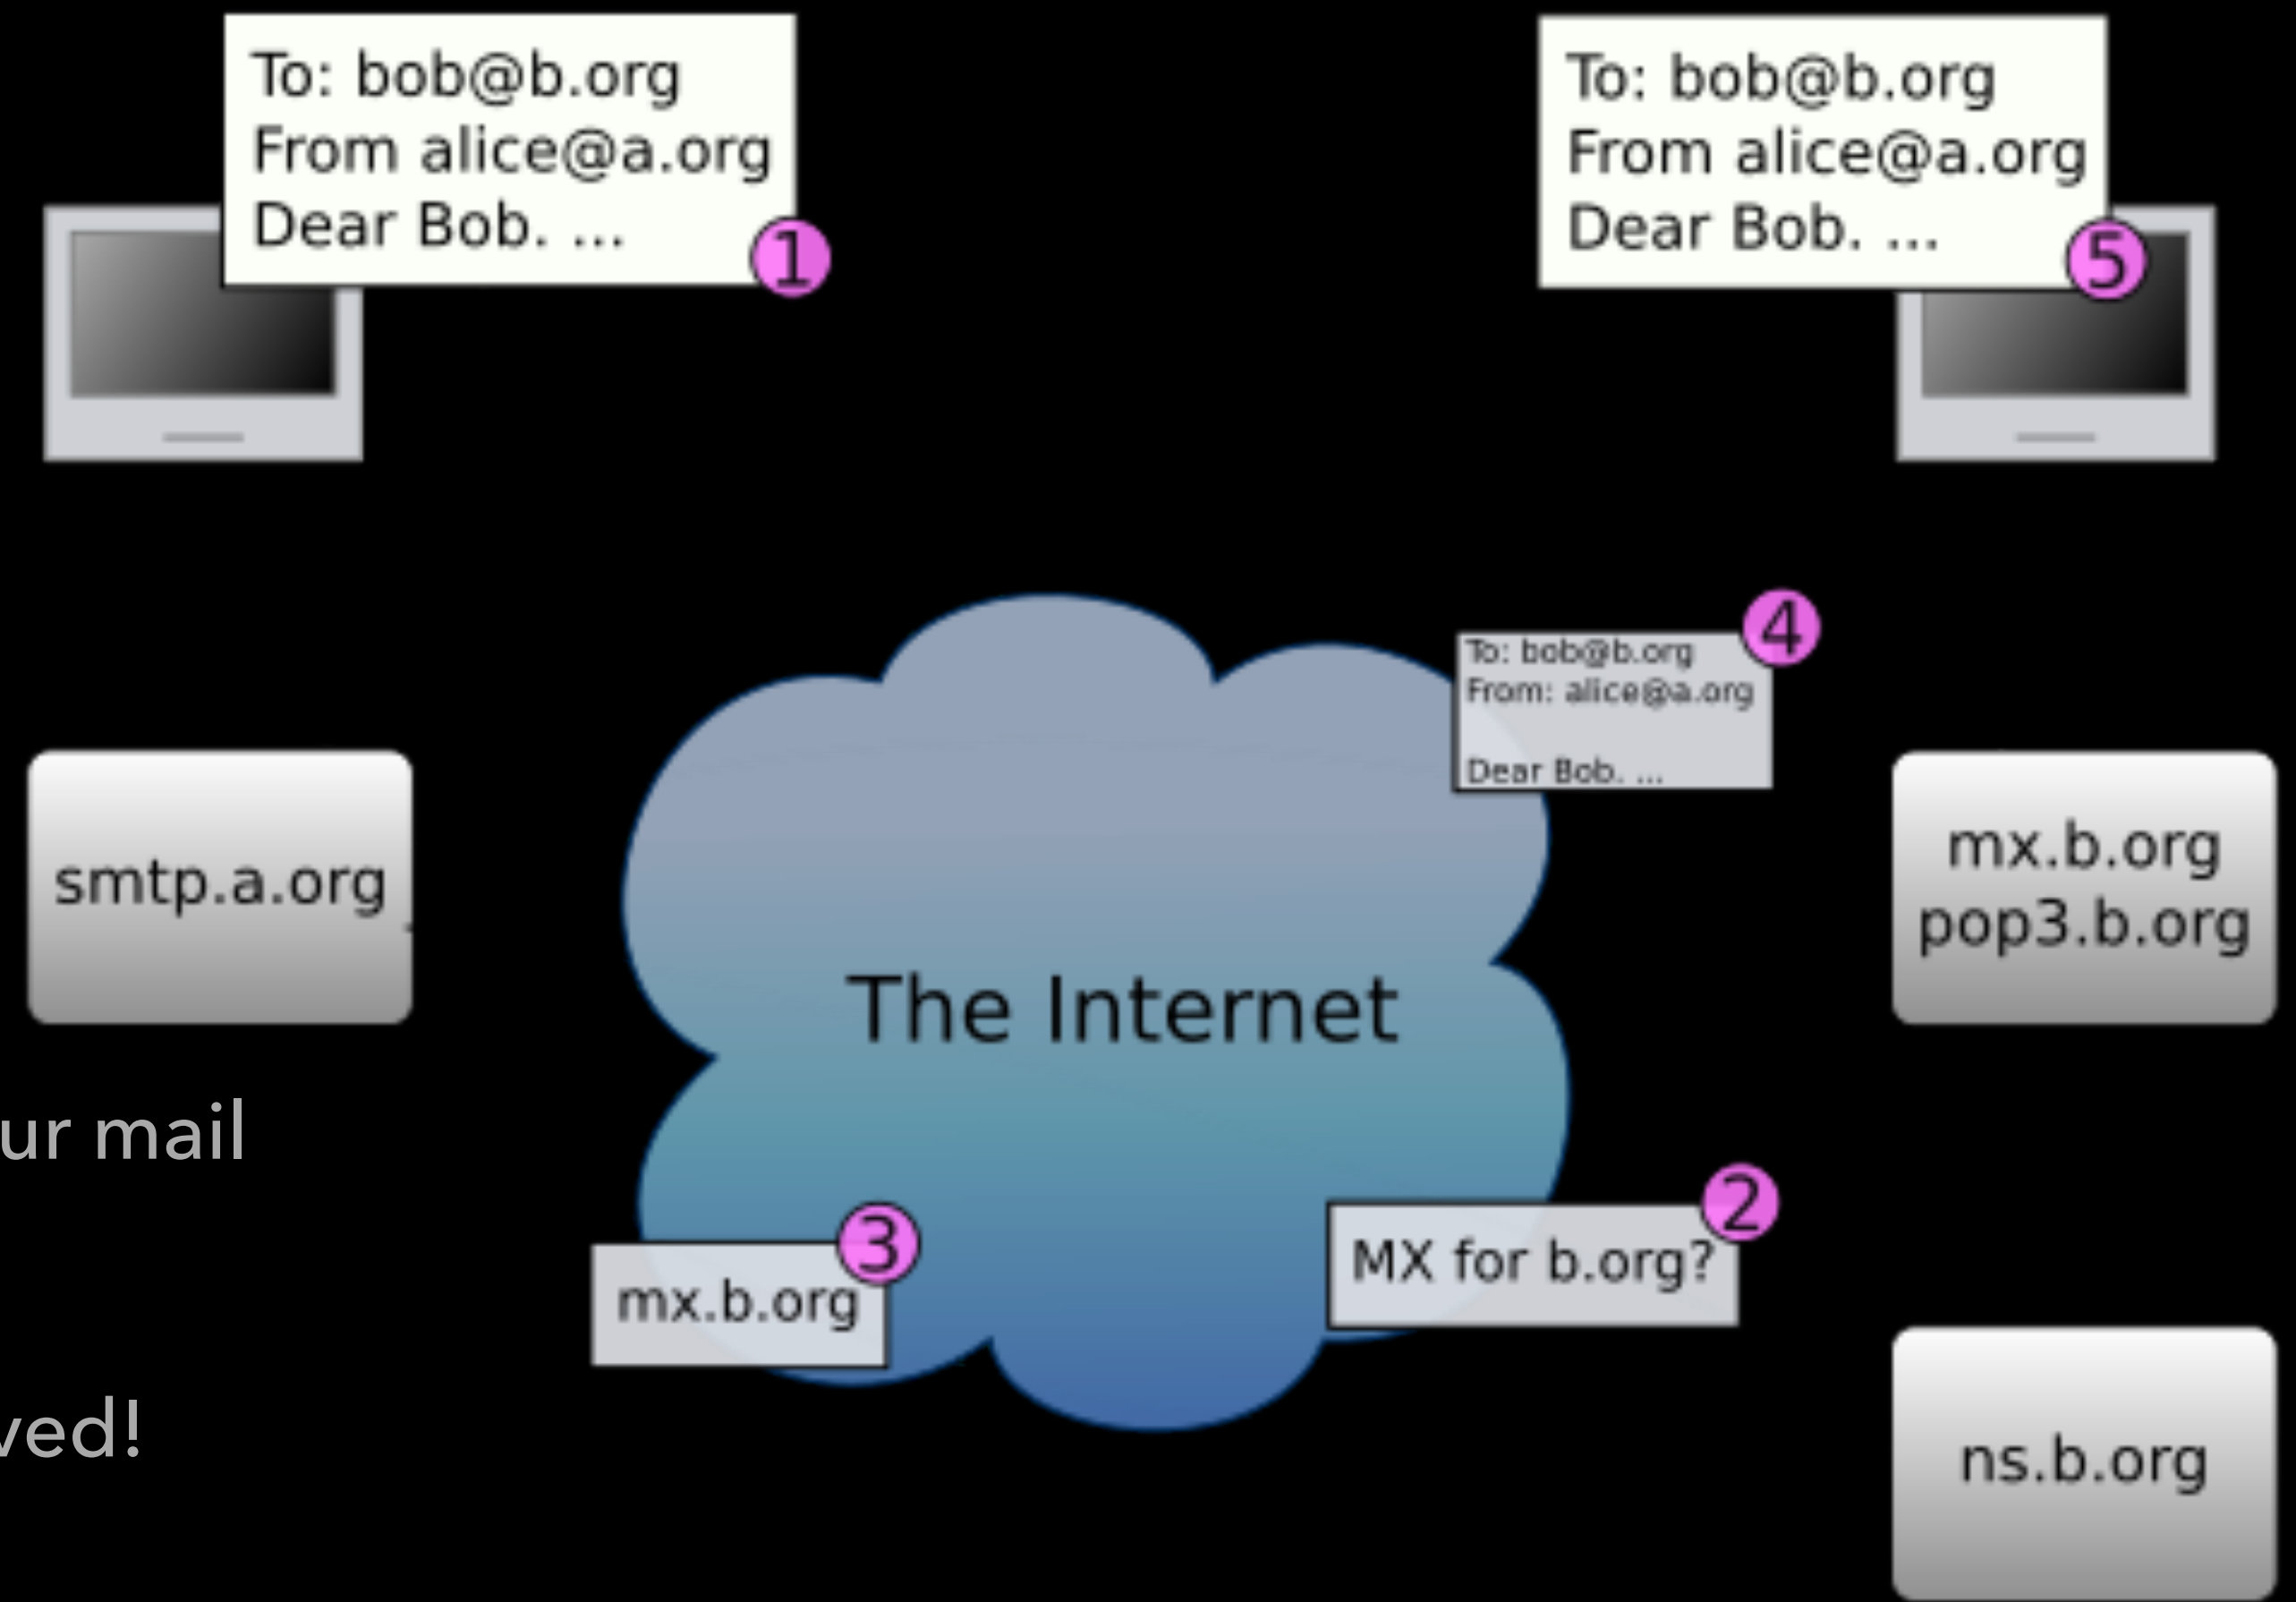 To: bob@b.org
From alice@a.org
Dear Bob. ...
1
To: bob@b.org
From alice@a.org
Dear Bob. ...
5
4
To: bob@b.org
From: alice@a.org
Dear Bob. ...
smtp.a.org
mx.b.org
pop3.b.org
The Internet
ur mail
2
MX for b.org?
3
mx.b.org
ved!
ns.b.org